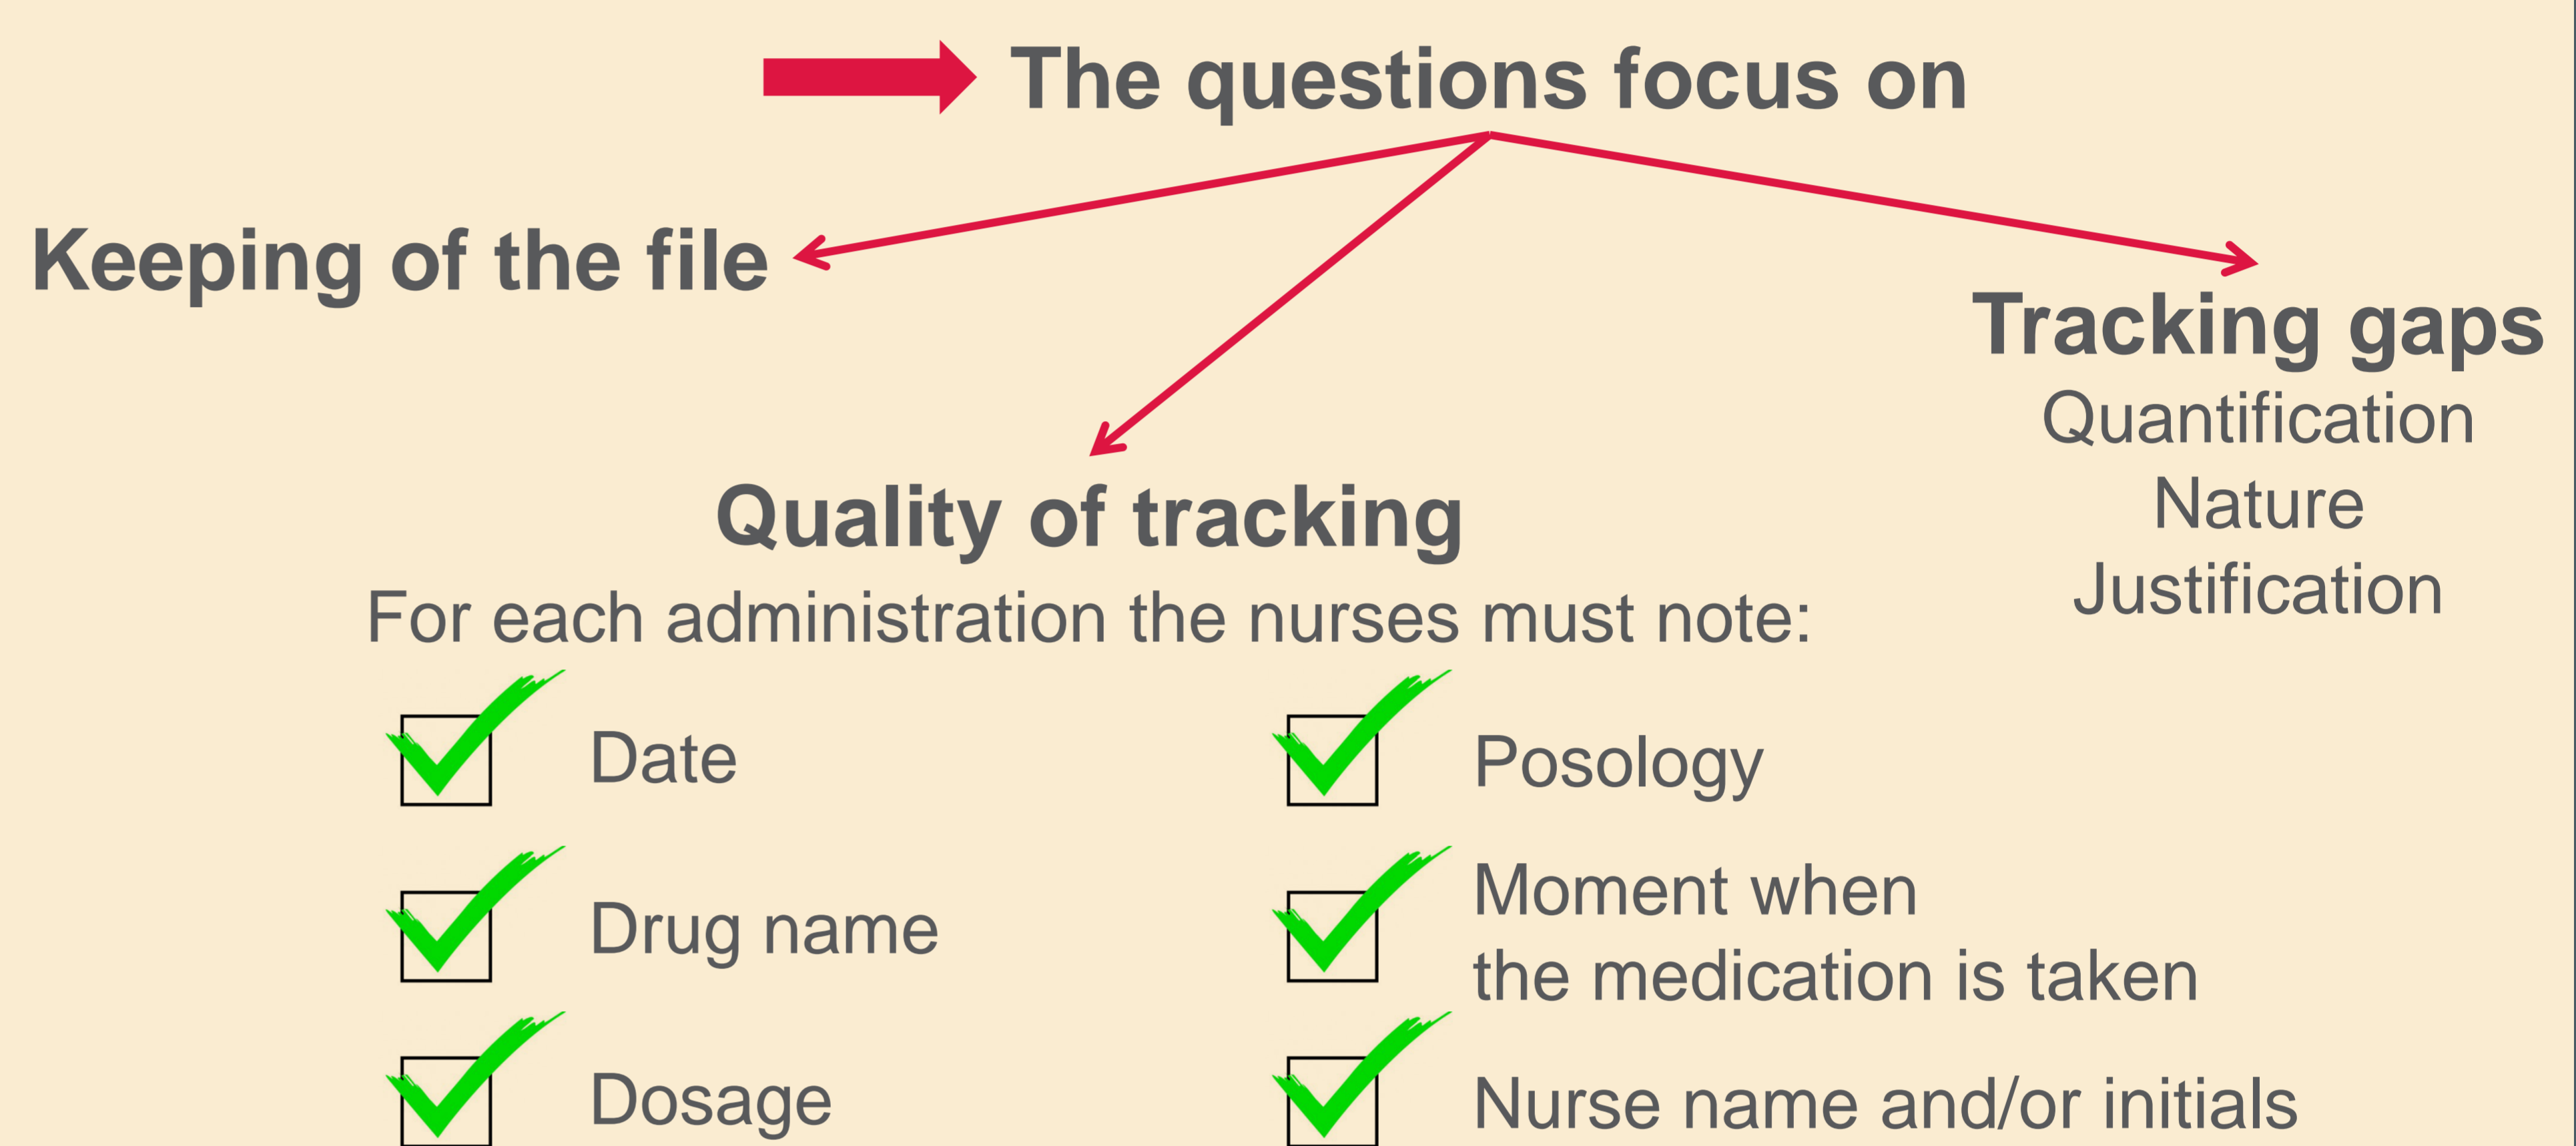 The questions focus on
Keeping of the file
Tracking gaps
Quantification
Nature
Justification
Quality of tracking
For each administration the nurses must note:
Date
Drug name
Dosage
Posology
Moment when
the medication is taken
Nurse name and/or initials